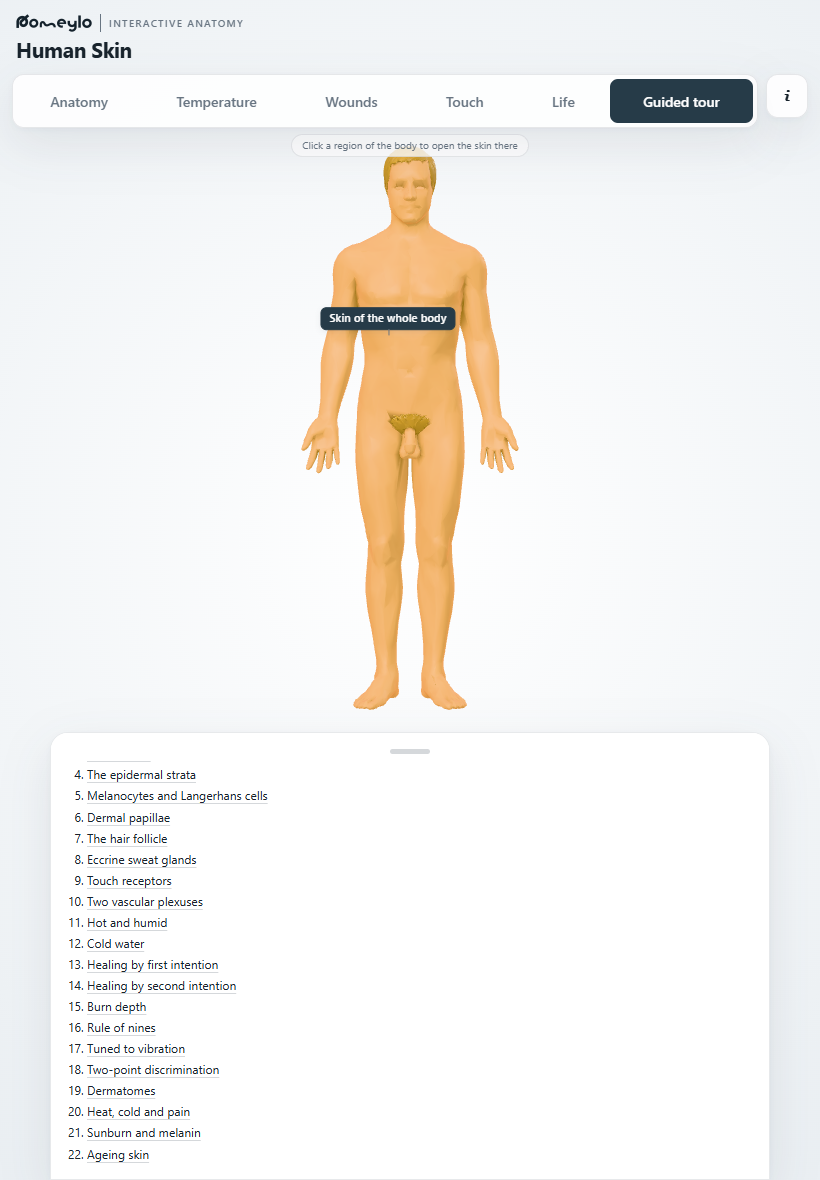 Domeylo INTERACTIVE ANATOMY
Human Skin
Anatomy Temperature Wounds Touch Life Guided tour i
Click a region of the body to open the skin there
Skin of the whole body
4. The epidermal strata
5. Melanocytes and Langerhans cells
6. Dermal papillae
7. The hair follicle
8. Eccrine sweat glands
9. Touch receptors
10. Two vascular plexuses
11. Hot and humid
12. Cold water
13. Healing by first intention
14. Healing by second intention
15. Burn depth
16. Rule of nines
17. Tuned to vibration
18. Two-point discrimination
19. Dermatomes
20. Heat, cold and pain
21. Sunburn and melanin
22. Ageing skin